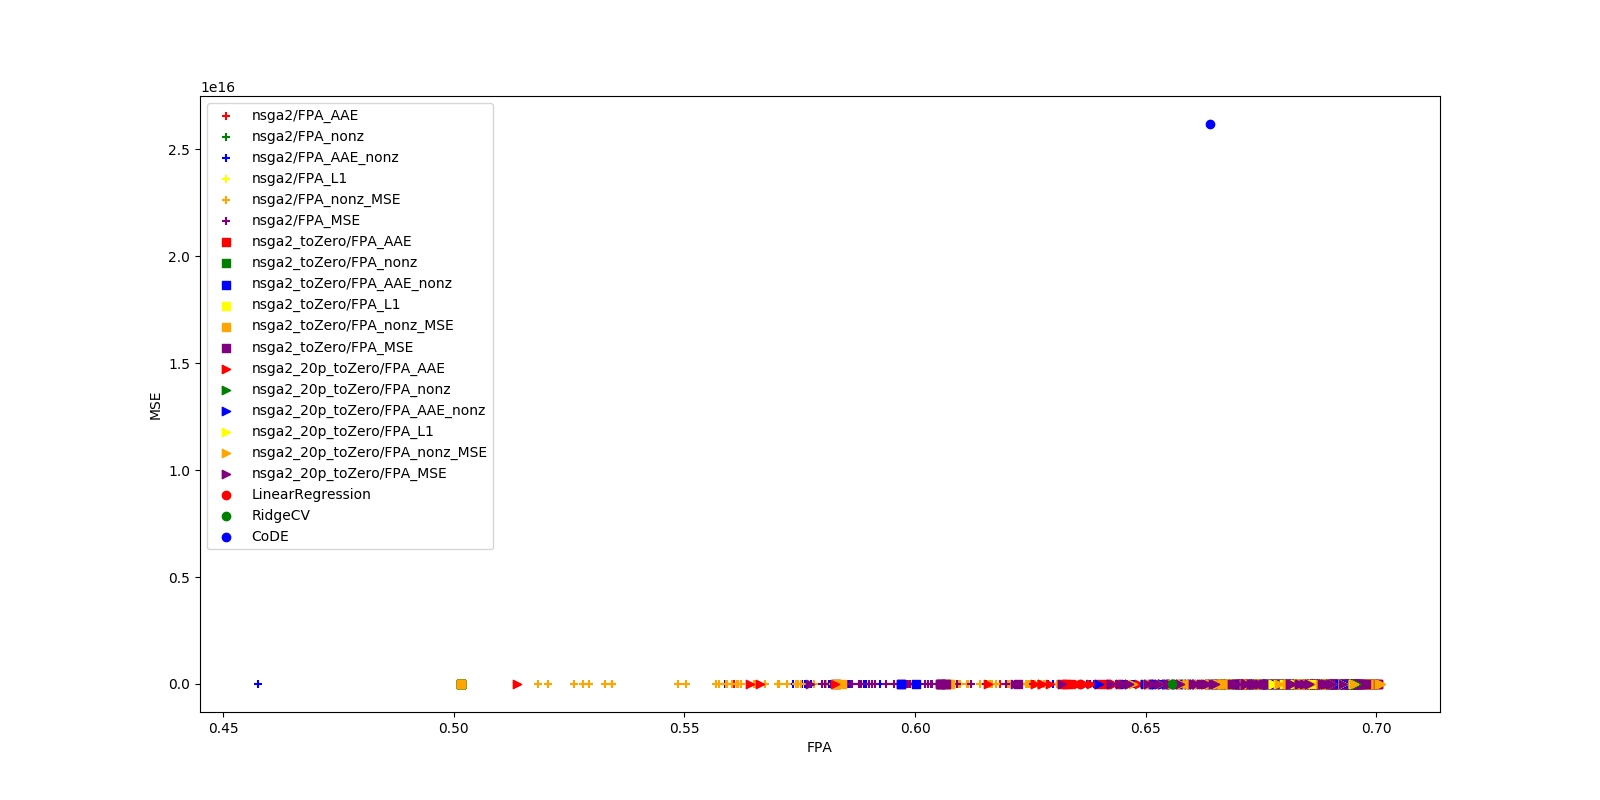 1e16
nsga2/FPA_AAE
nsga2/FPA_nonz
nsga2/FPA_AAE_nonz
nsga2/FPA_L1
nsga2/FPA_nonz_MSE
nsga2/FPA_MSE
nsga2_toZero/FPA_AAE
nsga2_toZero/FPA_nonz
nsga2_toZero/FPA_AAE_nonz
nsga2_toZero/FPA_L1
nsga2_toZero/FPA_nonz_MSE
nsga2_toZero/FPA_MSE
nsga2_20p_toZero/FPA_AAE
nsga2_20p_toZero/FPA_nonz
nsga2_20p_toZero/FPA_AAE_nonz
nsga2_20p_toZero/FPA_L1
nsga2_20p_toZero/FPA_nonz_MSE
nsga2_20p_toZero/FPA_MSE
LinearRegression
RidgeCV
CoDE
2.5
2.0
1.5
1.0
0.5
0.0
MSE
0.45 0.50 0.55 0.60 0.65 0.70
FPA